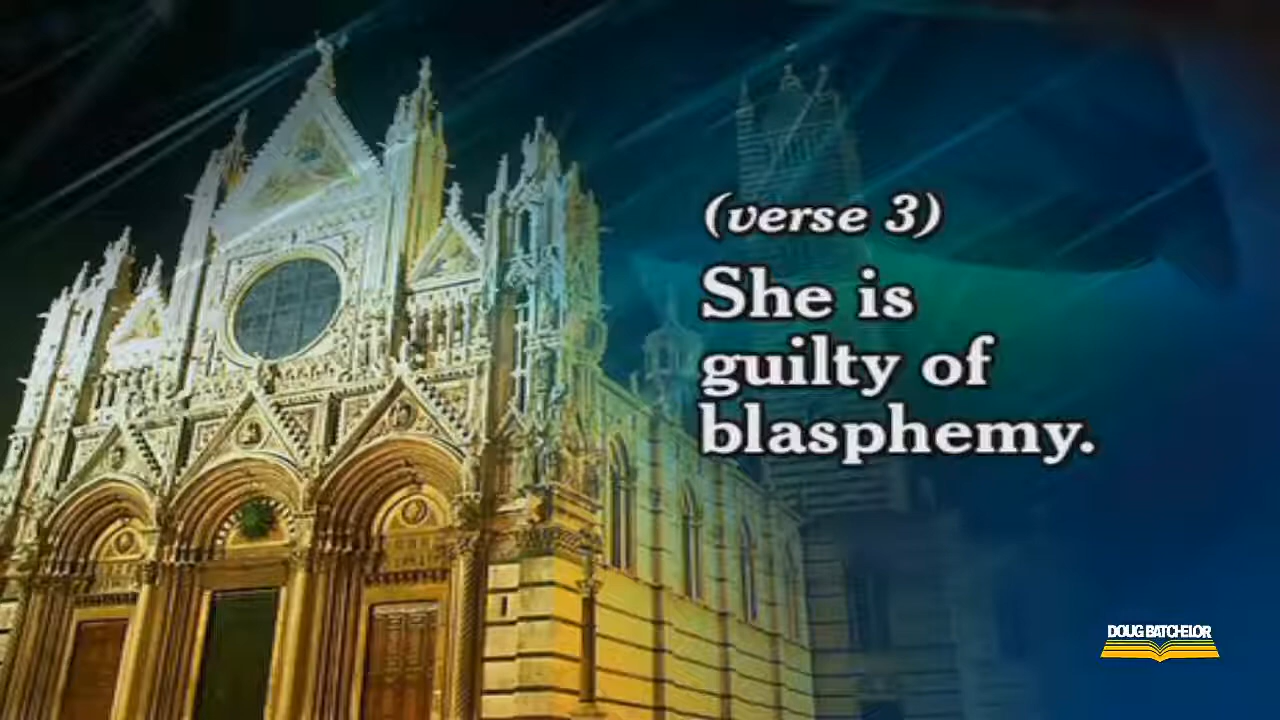 (verse 3)
She is
guilty of
blasphemy.
DOUG BATCHELOR